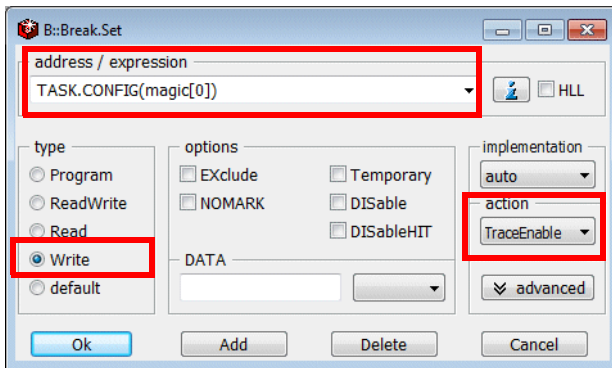 B::Break.Set
address / expression
TASK.CONFIG(magic[0])
HLL
type
options
implementation
Program
EXclude
Temporary
auto
ReadWrite
NOMARK
DISable
action
Read
DISableHIT
TraceEnable
Write
DATA
default
advanced
Ok
Add
Delete
Cancel